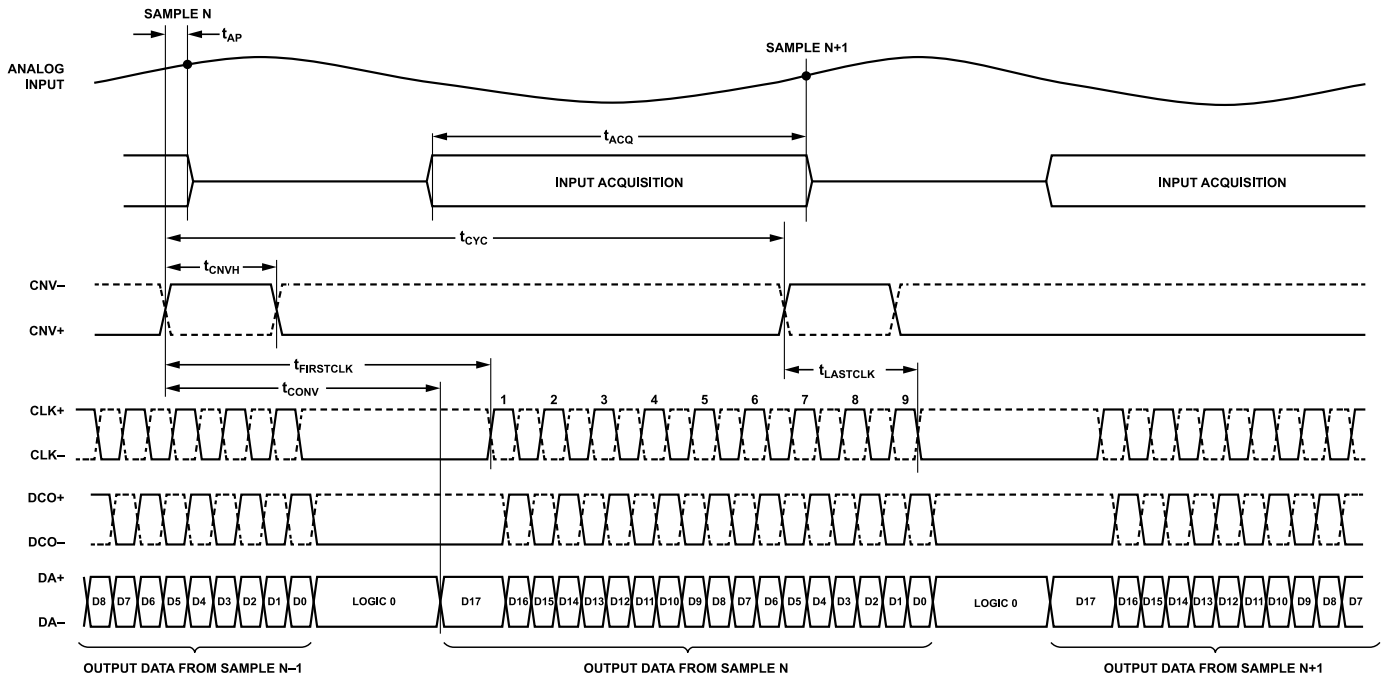 SAMPLE N
tAP
SAMPLE N+1
ANALOG
INPUT
tACQ
INPUT ACQUISITION
INPUT ACQUISITION
tCYC
tCNVH
CNV–
CNV+
tFIRSTCLK
tLASTCLK
tCONV
CLK+
1 2 3 4 5 6 7 8 9
CLK–
DCO+
DCO–
DA+
D8 D7 D6 D5 D4 D3 D2 D1 D0 LOGIC 0 D17 D16 D15 D14 D13 D12 D11 D10 D9 D8 D7 D6 D5 D4 D3 D2 D1 D0 LOGIC 0 D17 D16 D15 D14 D13 D12 D11 D10 D9 D8 D7
DA–
OUTPUT DATA FROM SAMPLE N–1 OUTPUT DATA FROM SAMPLE N OUTPUT DATA FROM SAMPLE N+1